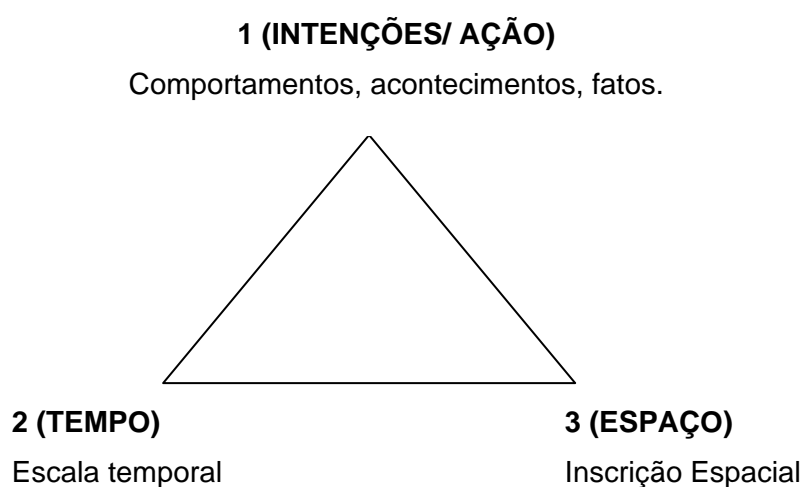 1 (INTENÇÕES/ AÇÃO)
Comportamentos, acontecimentos, fatos.
2 (TEMPO)
3 (ESPAÇO)
Escala temporal
Inscrição Espacial